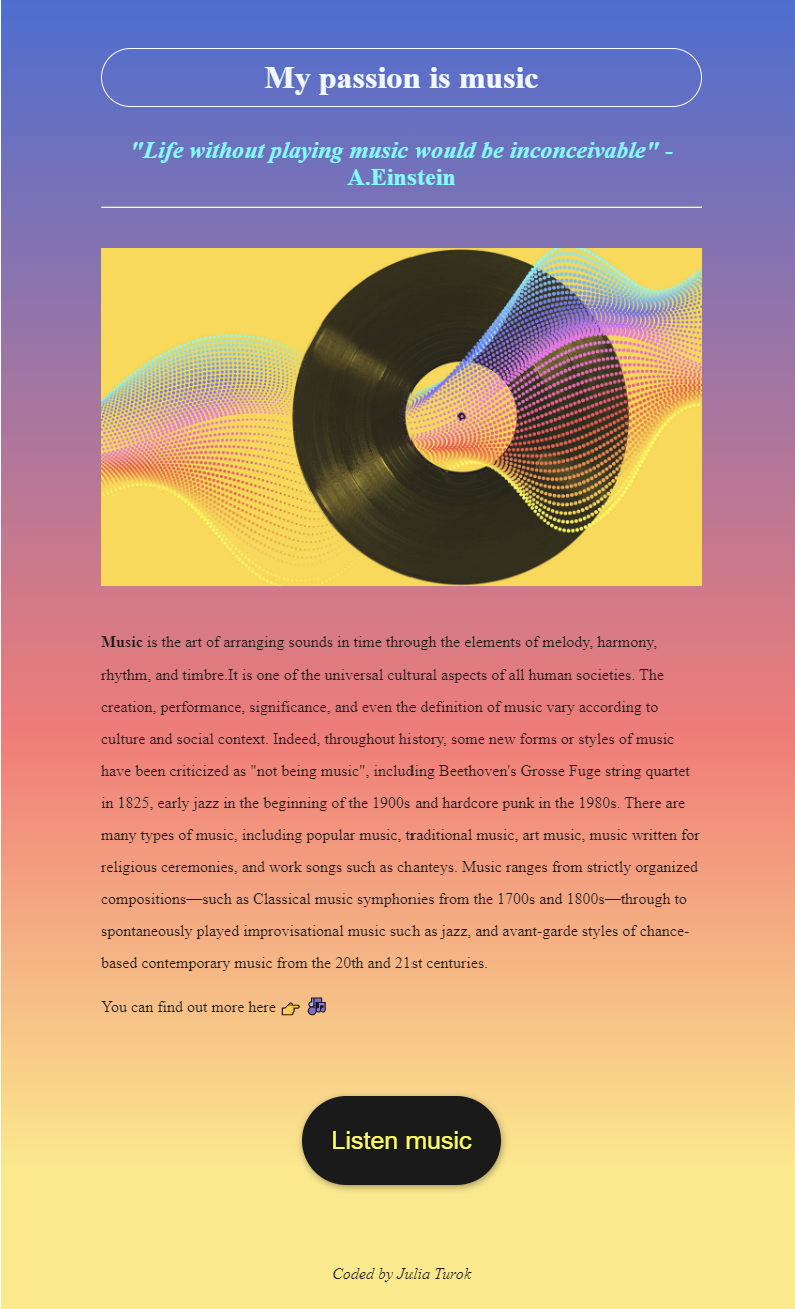 My passion is music
"Life without playing music would be inconceivable" -
A.Einstein
Music is the art of arranging sounds in time through the elements of melody, harmony,
rhythm, and timbre.It is one of the universal cultural aspects of all human societies. The
creation, performance, significance, and even the definition of music vary according to
culture and social context. Indeed, throughout history, some new forms or styles of music
have been criticized as "not being music", including Beethoven's Grosse Fuge string quartet
in 1825, early jazz in the beginning of the 1900s and hardcore punk in the 1980s. There are
many types of music, including popular music, traditional music, art music, music written for
religious ceremonies, and work songs such as chanteys. Music ranges from strictly organized
compositions—such as Classical music symphonies from the 1700s and 1800s—through to
spontaneously played improvisational music such as jazz, and avant-garde styles of chance-
based contemporary music from the 20th and 21st centuries.
You can find out more here 👉 🎶
Listen music
Coded by Julia Turok